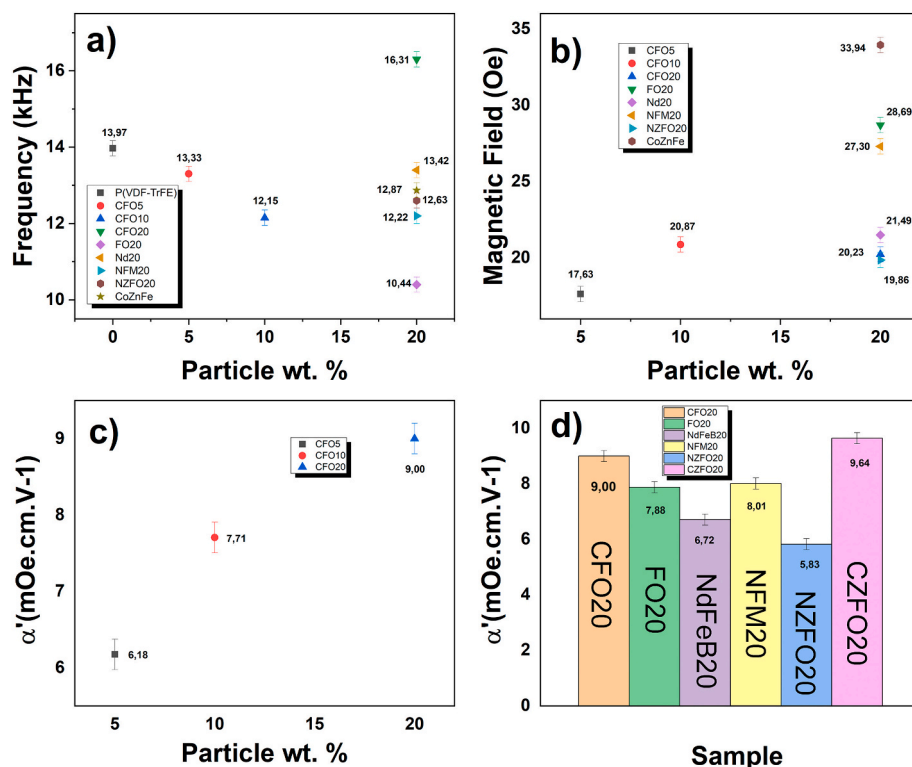 a)
Frequency (kHz)
16
14
12
10
16,31
13,97
13,33
13,42
12,87
12,63
12,15
12,22
10,44
P(VDF-TrFE)
CFO5
CFO10
CFO20
FO20
Nd20
NFM20
NZFO20
CoZnFe
0 5 10 15 20
Particle wt. %
b)
Magnetic Field (Oe)
35
30
25
20
CFO5
CFO10
CFO20
FO20
Nd20
NFM20
NZFO20
CoZnFe
33,94
28,69
27,30
21,49
20,87
20,23
19,86
17,63
5 10 15 20
Particle wt. %
c)
α'(mOe.cm.V-1)
9
8
7
6
CFO5
CFO10
CFO20
9,00
7,71
6,18
5 10 15 20
Particle wt. %
d)
α'(mOe.cm.V-1)
10
8
6
4
2
0
CFO20
FO20
NdFeB20
NFM20
NZFO20
CZFO20
9,00
7,88
6,72
8,01
5,83
9,64
CFO20
FO20
NdFeB20
NFM20
NZFO20
CZFO20
Sample